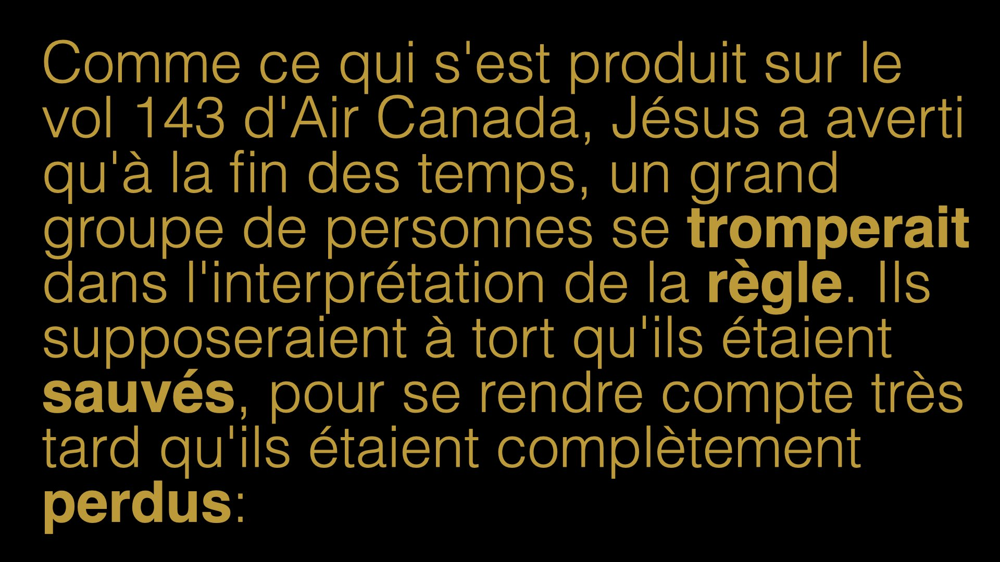 Comme ce qui s'est produit sur le
vol 143 d'Air Canada, Jésus a averti
qu'à la fin des temps, un grand
groupe de personnes se tromperait
dans l'interprétation de la règle. Ils
supposeraient à tort qu'ils étaient
sauvés, pour se rendre compte très
tard qu'ils étaient complètement
perdus: